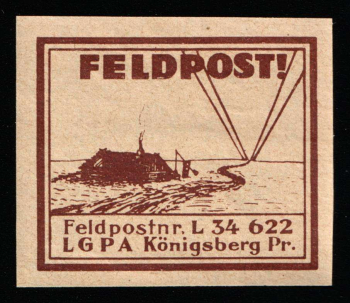 FELDPOST!
Feldpostnr. L 34 622
LGPA Königsberg Pr.